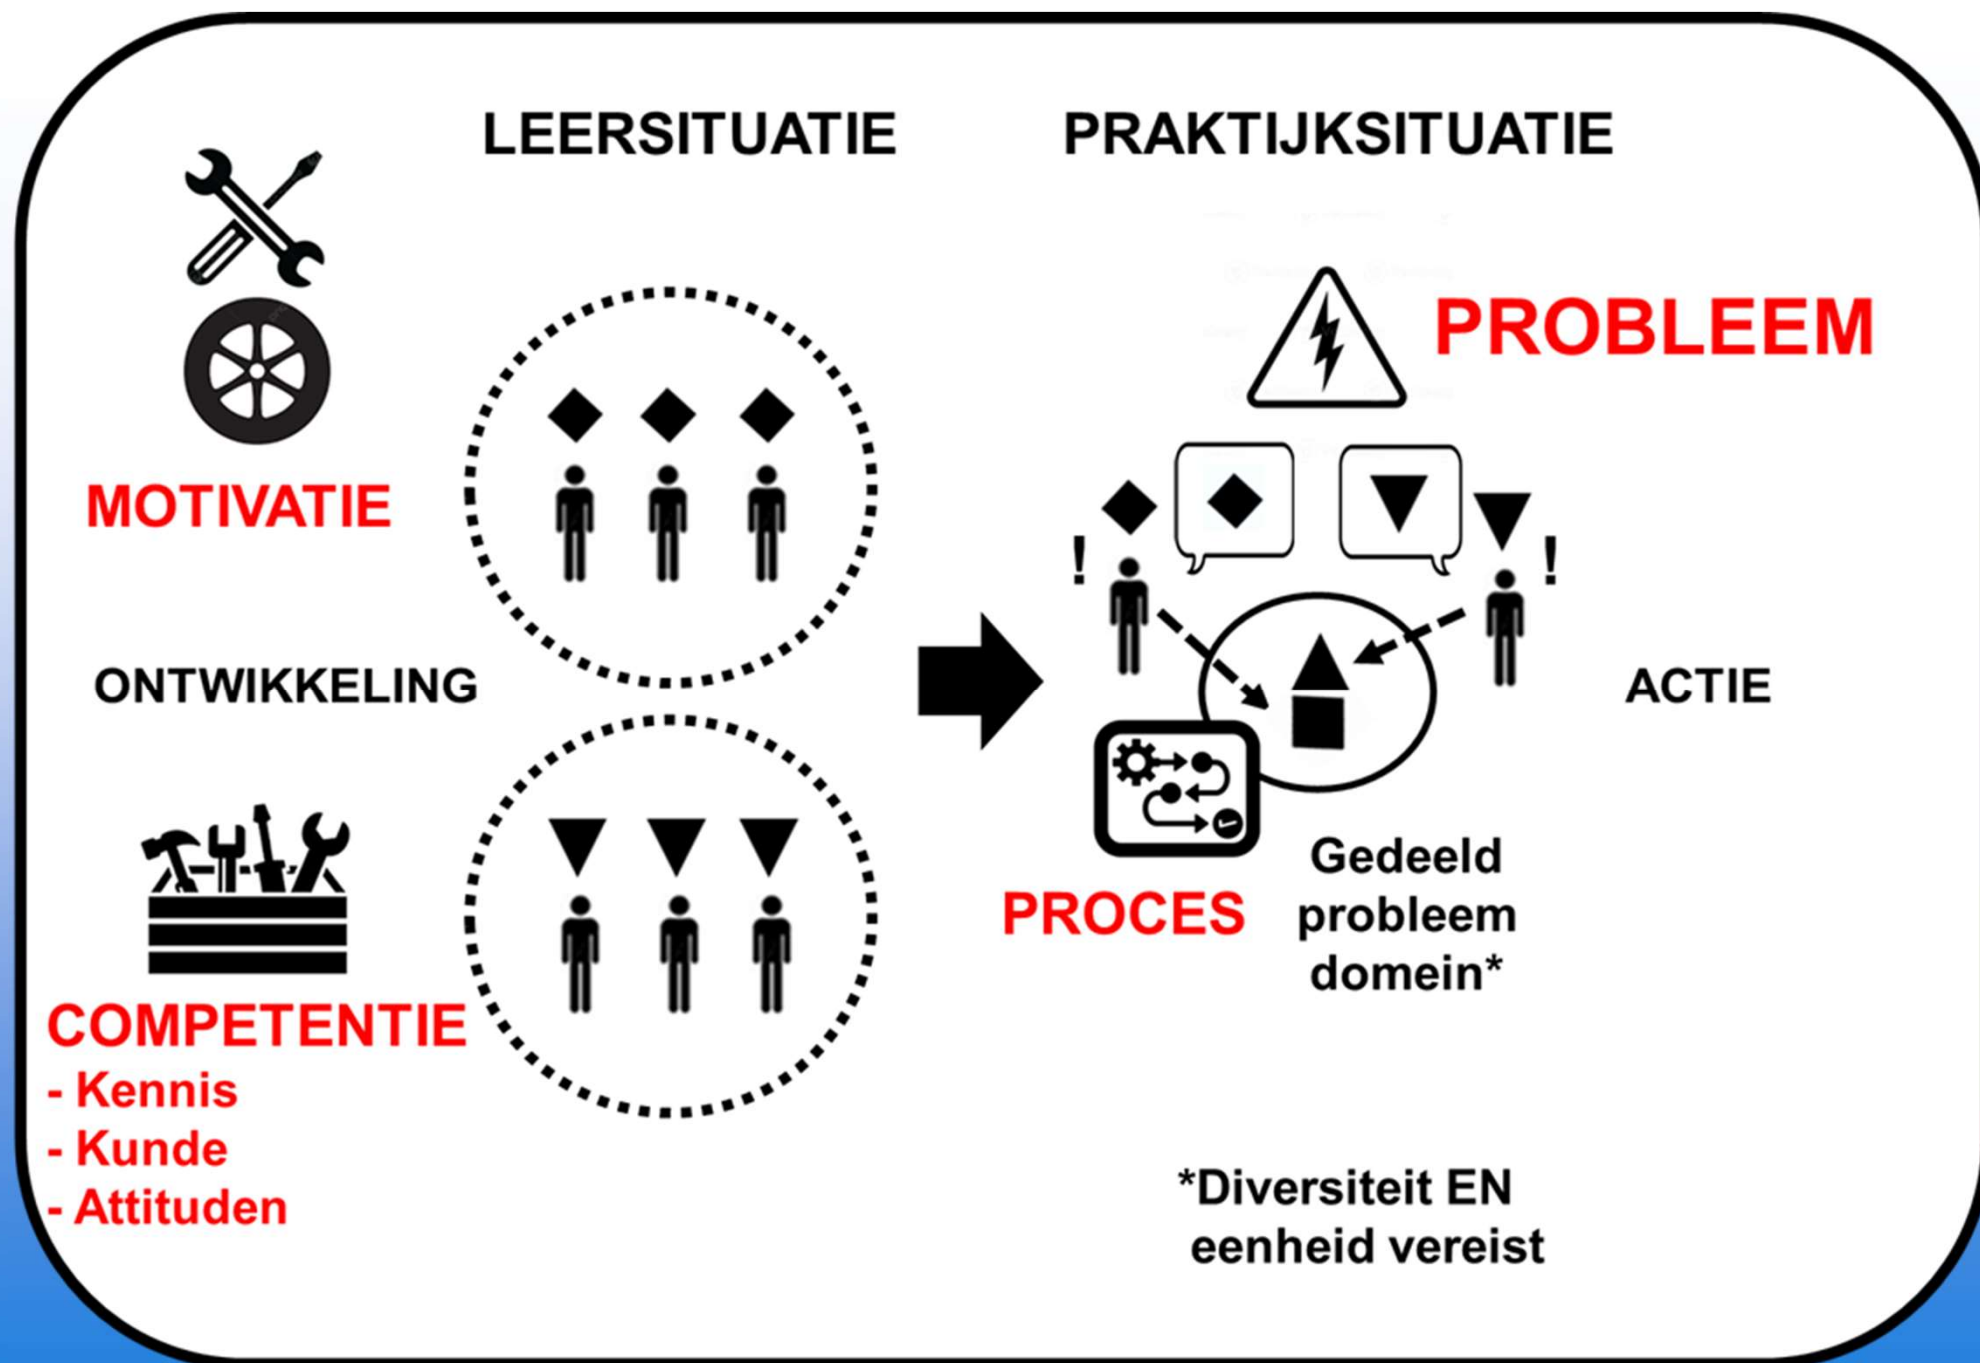 LEERSITUATIE
PRAKTIJKSITUATIE
PROBLEEM
MOTIVATIE
! !
ONTWIKKELING
ACTIE
PROCES
Gedeeld
probleem
domein*
COMPETENTIE
- Kennis
- Kunde
- Attituden
*Diversiteit EN
eenheid vereist